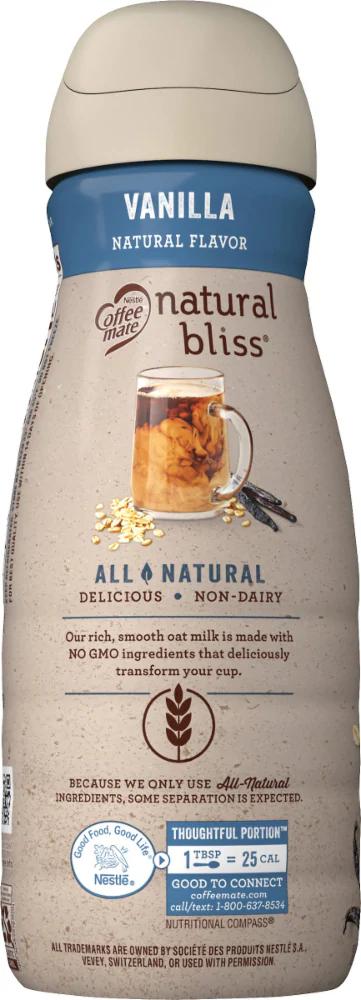 VANILLA
NATURAL FLAVOR
Nestlé
Coffee
mate
natural
bliss®
ALL NATURAL
DELICIOUS • NON-DAIRY
Our rich, smooth oat milk is made with
NO GMO ingredients that deliciously
transform your cup.
BECAUSE WE ONLY USE All-Natural
INGREDIENTS, SOME SEPARATION IS EXPECTED.
Good Food, Good Life
Nestlé®
THOUGHTFUL PORTION™
1 TBSP = 25 CAL
GOOD TO CONNECT
coffeemate.com
call/text: 1-800-637-8534
NUTRITIONAL COMPASS®
ALL TRADEMARKS ARE OWNED BY SOCIÉTÉ DES PRODUITS NESTLÉ S.A.,
VEVEY, SWITZERLAND, OR USED WITH PERMISSION.